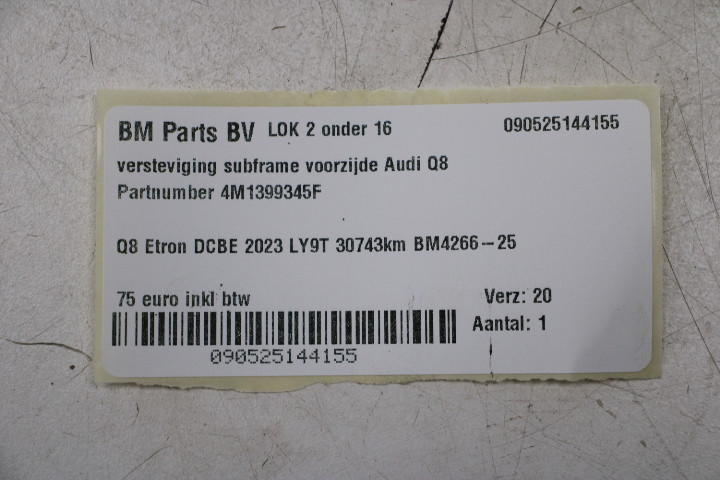 BM Parts BV LOK 2 onder 16 090525144155
versteviging subframe voorzijde Audi Q8
Partnumber 4M1399345F
Q8 Etron DCBE 2023 LY9T 30743km BM4266-25
75 euro inkl btw Verz: 20
Aantal: 1
090525144155